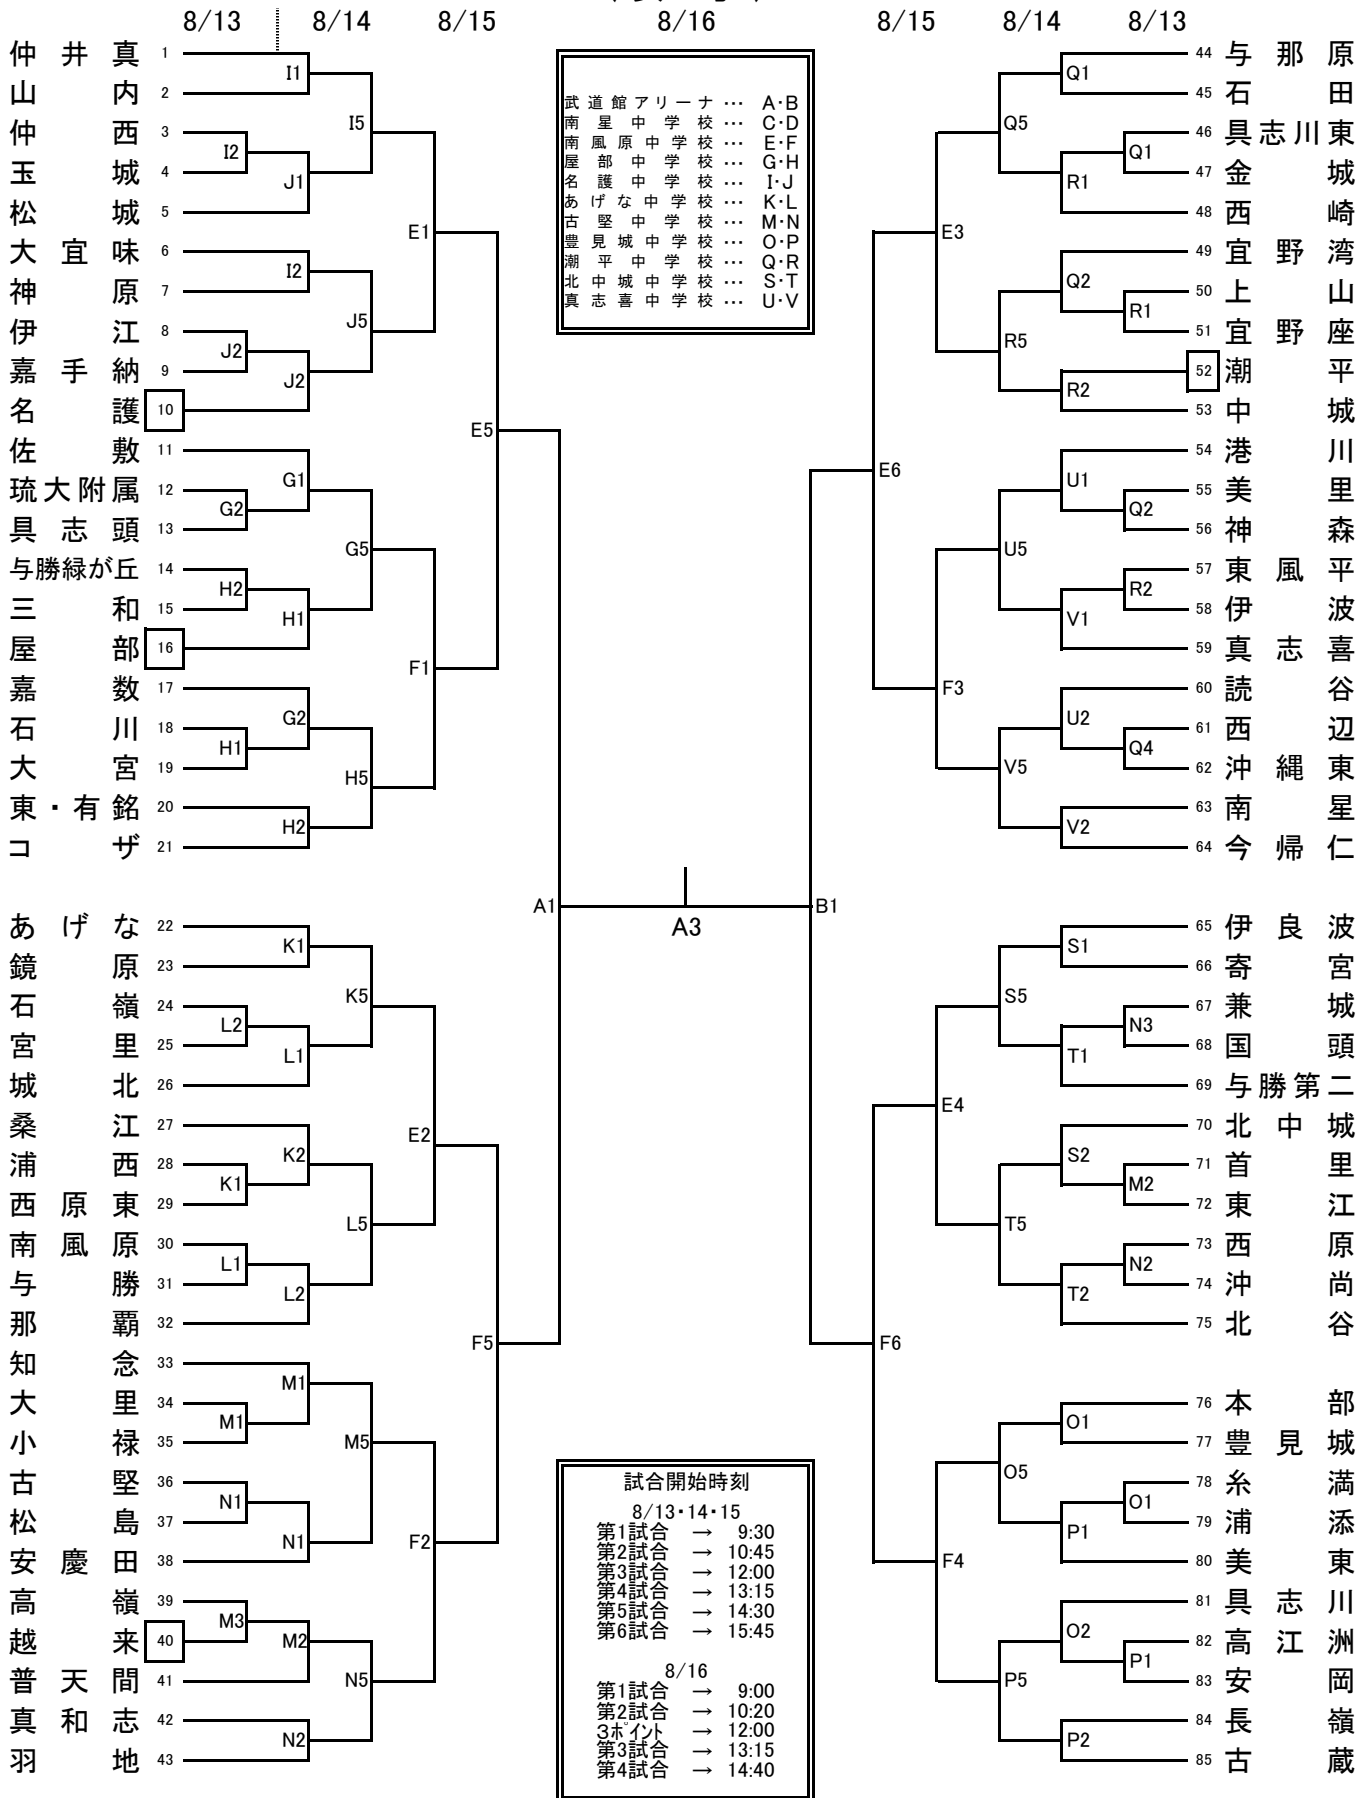 8/13 8/14 8/15 8/16 8/15 8/14 8/13
仲井真 1
山内 2
仲西 3
玉城 4
松城 5
大宜味 6
神原 7
伊江 8
嘉手納 9
名護 10
佐敷 11
琉大附属 12
具志頭 13
与勝緑が丘 14
三和 15
屋部 16
嘉数 17
石川 18
大宮 19
東・有銘 20
コザ 21
あげな 22
鏡原 23
石嶺 24
宮里 25
城北 26
桑江 27
浦西 28
西原東 29
南風原 30
与勝 31
那覇 32
知念 33
大里 34
小禄 35
古堅 36
松島 37
安慶田 38
高嶺 39
越来 40
普天間 41
真和志 42
羽地 43
I2
J2
G2
H2
H1
L2
K1
L1
M1
N1
M3
I1
J1
I2
J2
G1
H1
G2
H2
K1
L1
K2
L2
M1
N1
M2
N2
I5
J5
G5
H5
K5
L5
M5
N5
E1
F1
E2
F2
E5
F5
A1
武道館アリーナ … A・B
南星中学校 … C・D
南風原中学校 … E・F
屋部中学校 … G・H
名護中学校 … I・J
あげな中学校 … K・L
古堅中学校 … M・N
豊見城中学校 … O・P
潮平中学校 … Q・R
北中城中学校 … S・T
真志喜中学校 … U・V
A3
試合開始時刻
8/13・14・15
第1試合 → 9:30
第2試合 → 10:45
第3試合 → 12:00
第4試合 → 13:15
第5試合 → 14:30
第6試合 → 15:45
8/16
第1試合 → 9:00
第2試合 → 10:20
3ポイント → 12:00
第3試合 → 13:15
第4試合 → 14:40
B1
E6
F6
E3
F3
E4
F4
Q5
R5
U5
V5
S5
T5
O5
P5
Q1
R1
Q2
R2
U1
V1
U2
V2
S1
T1
S2
T2
O1
P1
O2
P2
Q1
R1
Q2
R2
Q4
N3
M2
N2
O1
P1
44 与那原
45 石田
46 具志川東
47 金城
48 西崎
49 宜野湾
50 上山
51 宜野座
52 潮平
53 中城
54 港川
55 美里
56 神森
57 東風平
58 伊波
59 真志喜
60 読谷
61 西辺
62 沖縄東
63 南星
64 今帰仁
65 伊良波
66 寄宮
67 兼城
68 国頭
69 与勝第二
70 北中城
71 首里
72 東江
73 西原
74 沖尚
75 北谷
76 本部
77 豊見城
78 糸満
79 浦添
80 美東
81 具志川
82 高江洲
83 安岡
84 長嶺
85 古蔵